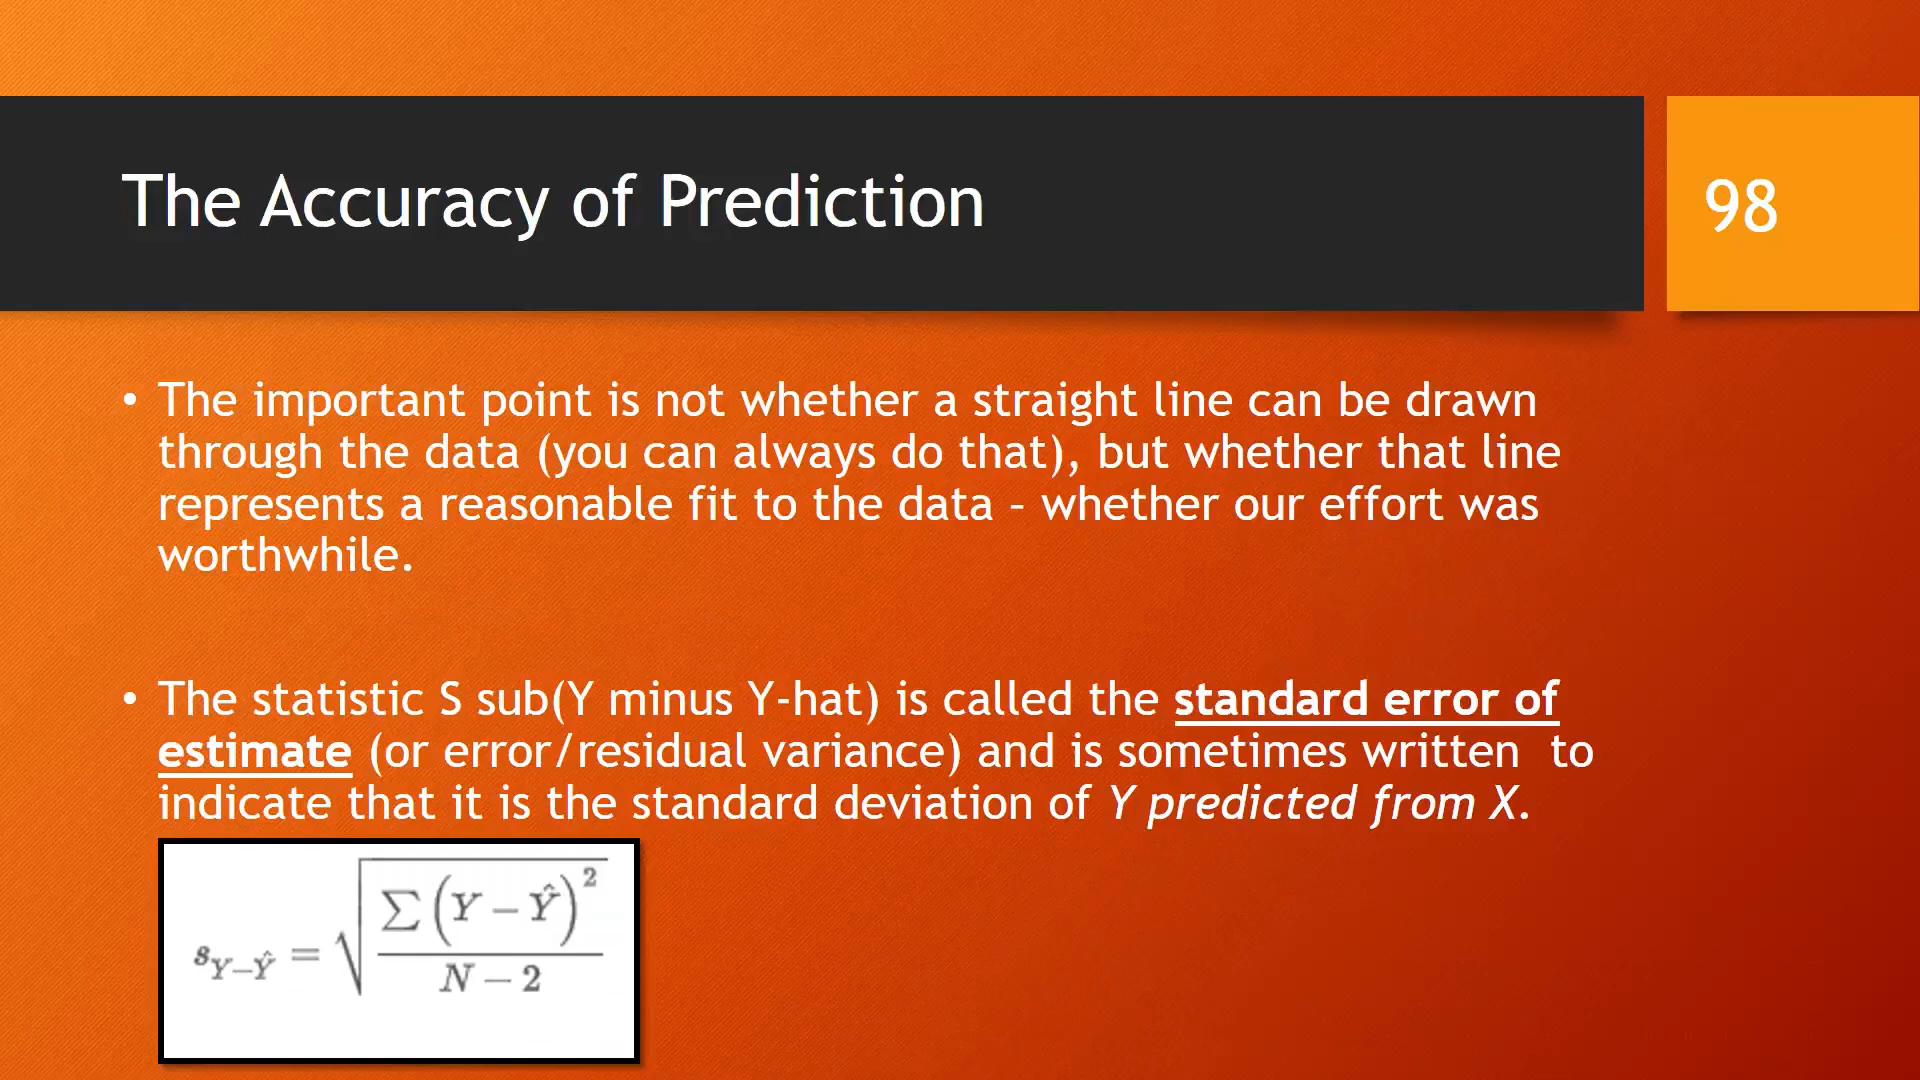 The Accuracy of Prediction
98
• The important point is not whether a straight line can be drawn
through the data (you can always do that), but whether that line
represents a reasonable fit to the data – whether our effort was
worthwhile.
• The statistic S sub(Y minus Y-hat) is called the standard error of
estimate (or error/residual variance) and is sometimes written  to
indicate that it is the standard deviation of Y predicted from X.
s_{Y−Ŷ} = √(∑(Y − Ŷ)² / (N − 2))